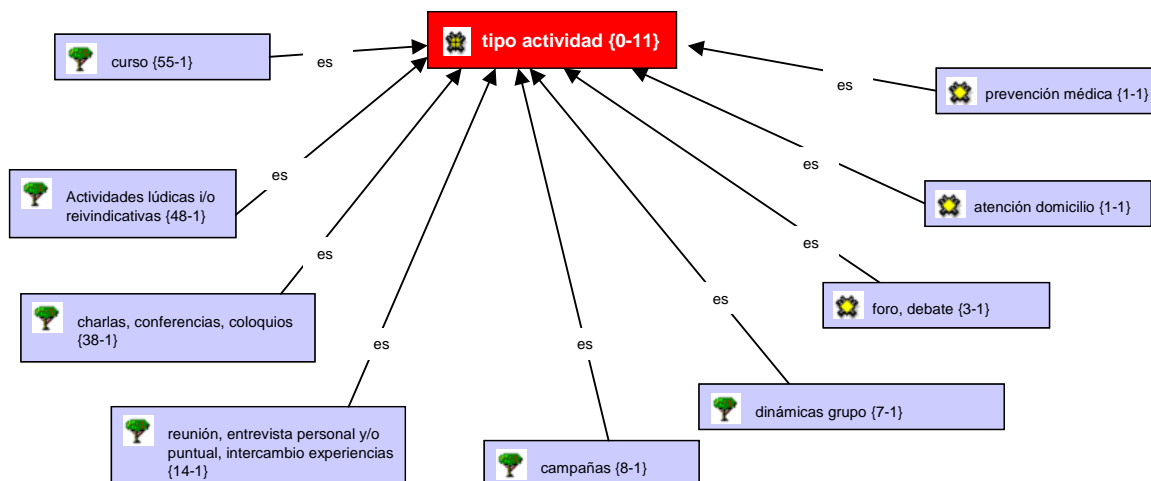 tipo actividad {0-11}
curso {55-1}
es
es
prevención médica {1-1}
es
Actividades lúdicas i/o
reivindicativas {48-1}
es
es
atención domicilio {1-1}
es
es
charlas, conferencias, coloquios
{38-1}
es
foro, debate {3-1}
es
es
reunión, entrevista personal y/o
puntual, intercambio experiencias
{14-1}
dinámicas grupo {7-1}
campañas {8-1}